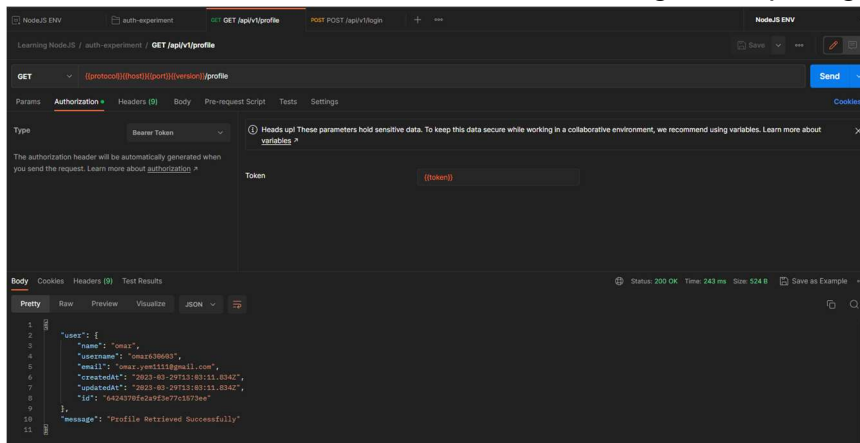 NodeJS ENV
auth-experiment
GET GET /api/v1/profile
POST POST /api/v1/login
NodeJS ENV
Learning NodeJS / auth-experiment / GET /api/v1/profile
Save
GET
{{protocol}}{{host}}{{port}}{{version}}/profile
Send
Params Authorization Headers (9) Body Pre-request Script Tests Settings
Cookies
Type
Bearer Token
Heads up! These parameters hold sensitive data. To keep this data secure while working in a collaborative environment, we recommend using variables. Learn more about
variables
The authorization header will be automatically generated when
you send the request. Learn more about authorization
Token
{{token}}
Body Cookies Headers (9) Test Results
Status: 200 OK Time: 243 ms Size: 524 B Save as Example
Pretty Raw Preview Visualize JSON
1 {
2 "user": {
3 "name": "omar",
4 "username": "omar630603",
5 "email": "omar.yem1111@gmail.com",
6 "createdAt": "2023-03-29T13:03:11.034Z",
7 "updatedAt": "2023-03-29T13:03:11.034Z",
8 "id": "6424370fe2a9f3e77c1573ee"
9 },
10 "message": "Profile Retrieved Successfully"
11 }